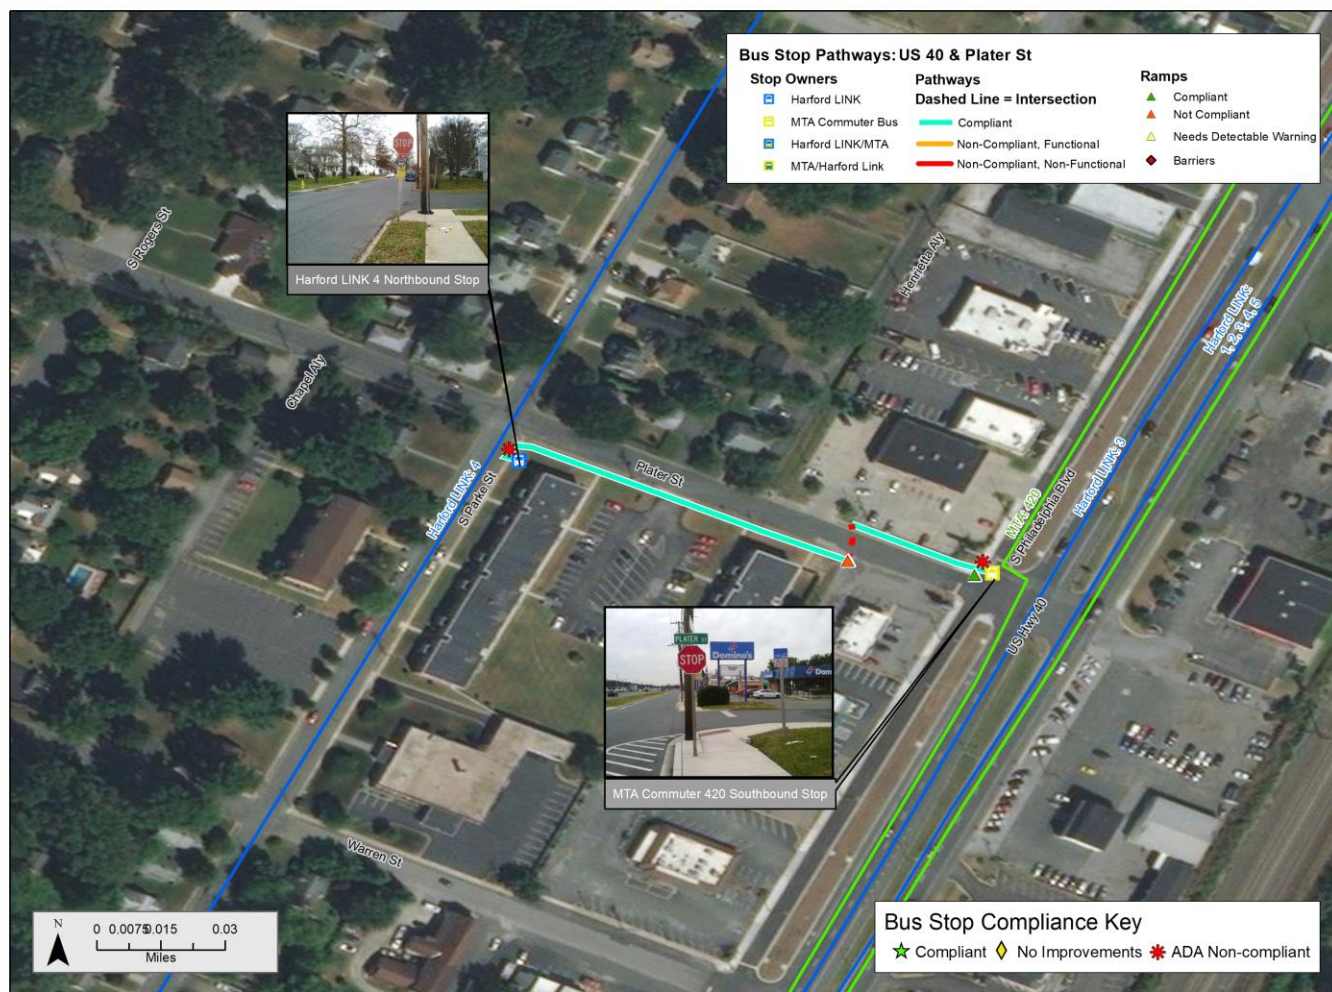 Bus Stop Pathways: US 40 & Plater St
Stop Owners
Harford LINK
MTA Commuter Bus
Harford LINK/MTA
MTA/Harford Link
Pathways
Dashed Line = Intersection
Compliant
Non-Compliant, Functional
Non-Compliant, Non-Functional
Ramps
Compliant
Not Compliant
Needs Detectable Warning
Barriers
STOP
Harford LINK 4 Northbound Stop
S Rogers St
Henrietta Aly
Harford LINK:
1, 2, 3, 4, 5
Chapel Aly
Harford LINK: 4
S Parke St
Plater St
MTA: 420
S Philadelphia Blvd
Harford LINK: 3
US Hwy 40
PLATER ST
STOP
Domino's
Dom
MTA Commuter 420 Southbound Stop
Warren St
N
0 0.0075 0.015 0.03
Miles
Bus Stop Compliance Key
Compliant No Improvements ADA Non-compliant